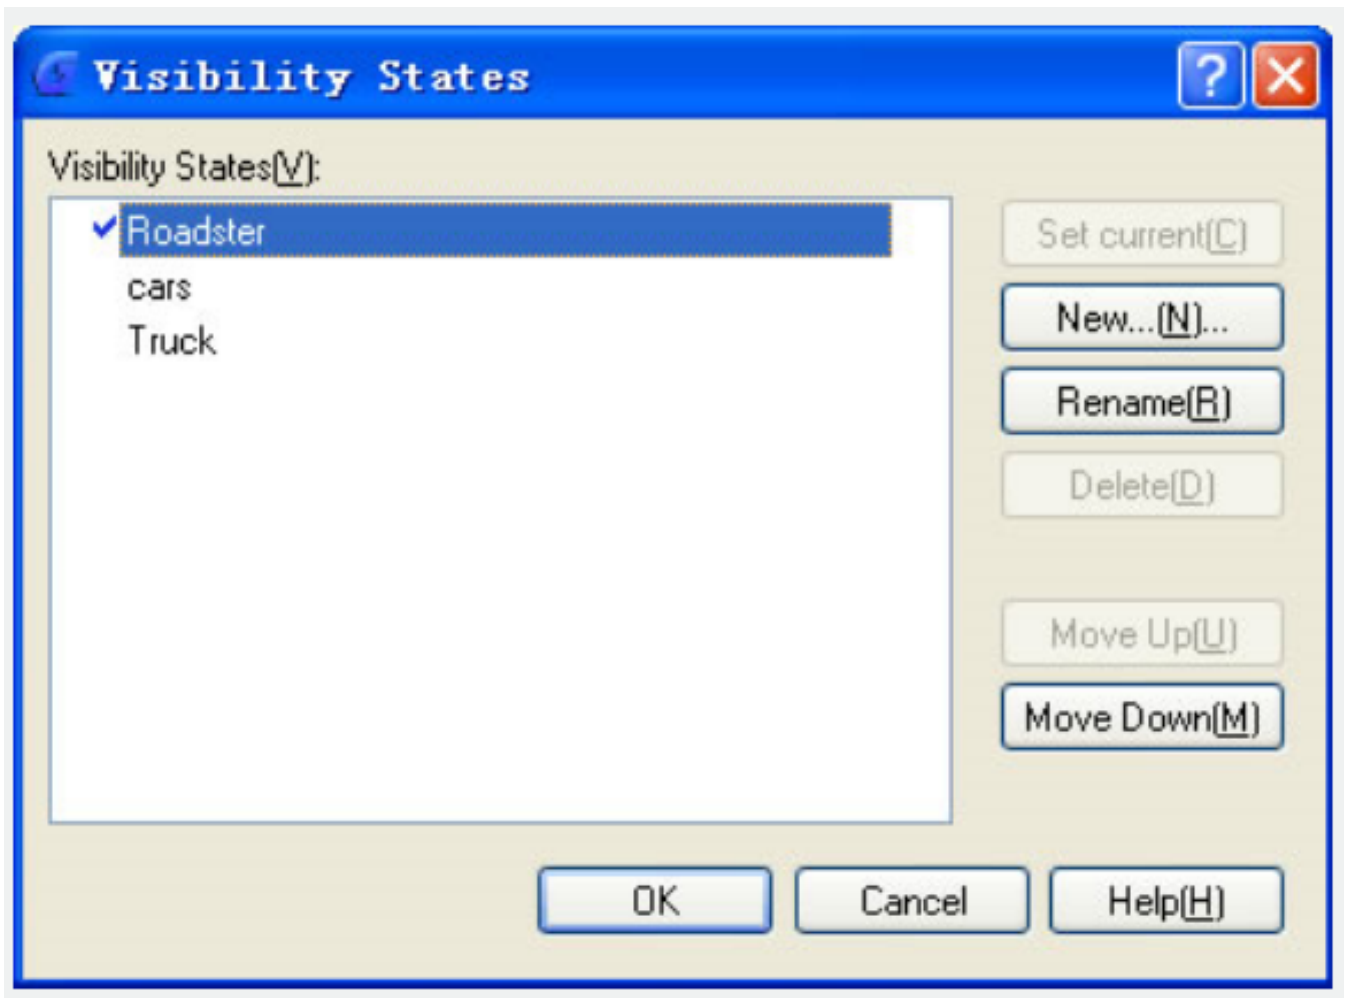 Visibility States
?
Visibility States(V):
Roadster
cars
Truck
Set current(C)
New...(N)...
Rename(R)
Delete(D)
Move Up(U)
Move Down(M)
OK
Cancel
Help(H)